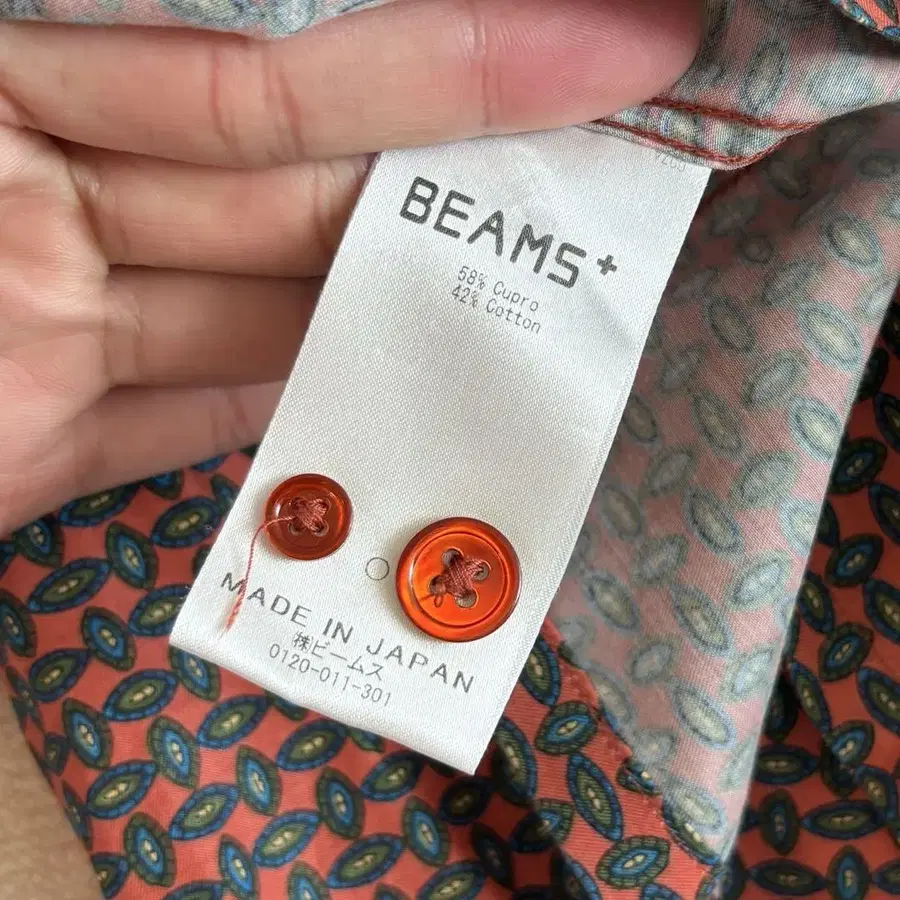 BEAMS+
58% Cupro
42% Cotton
MADE IN JAPAN
㈱ビームス
0120-011-301